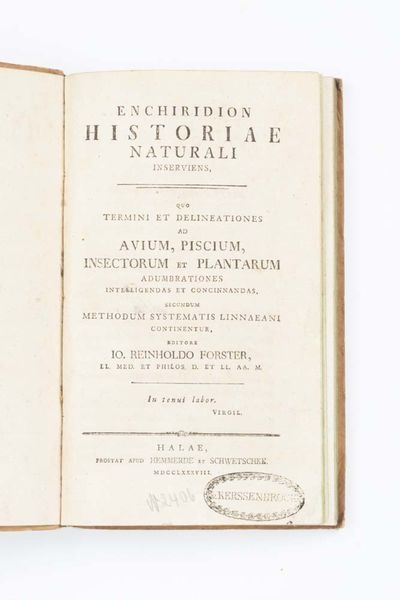 ENCHIRIDION
HISTORIAE
NATURALI
INSERVIENS,
QUO
TERMINI ET DELINEATIONES
AD
AVIUM, PISCIUM,
INSECTORUM ET PLANTARUM
ADUMBRATIONES
INTELLIGENDAS ET CONCINNANDAS,
SECUNDUM
METHODUM SYSTEMATIS LINNAEANI
CONTINENTUR,
EDITORE
IO. REINHOLDO FORSTER,
LL. MED. ET PHILOS. D. ET LL. AA. M.
In tenui labor.
VIRGIL.
HALAE,
PROSTAT APUD HEMMERDE ET SCHWETSCHKE.
MDCCLXXXVIII.
KERSSENBROCK